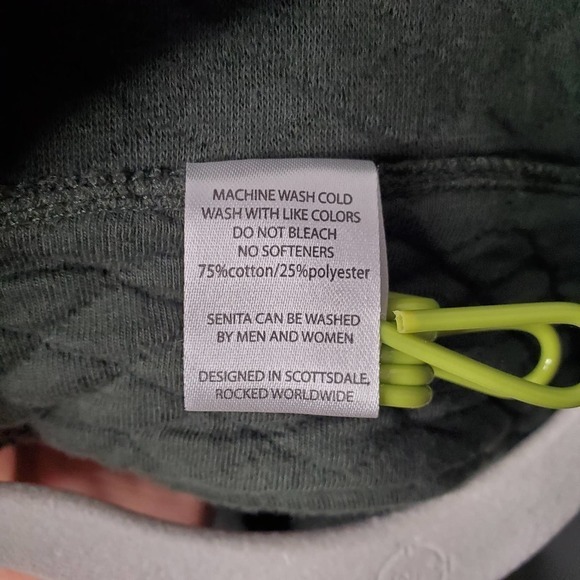 MACHINE WASH COLD
WASH WITH LIKE COLORS
DO NOT BLEACH
NO SOFTENERS
75%cotton/25%polyester
SENITA CAN BE WASHED
BY MEN AND WOMEN
DESIGNED IN SCOTTSDALE,
ROCKED WORLDWIDE